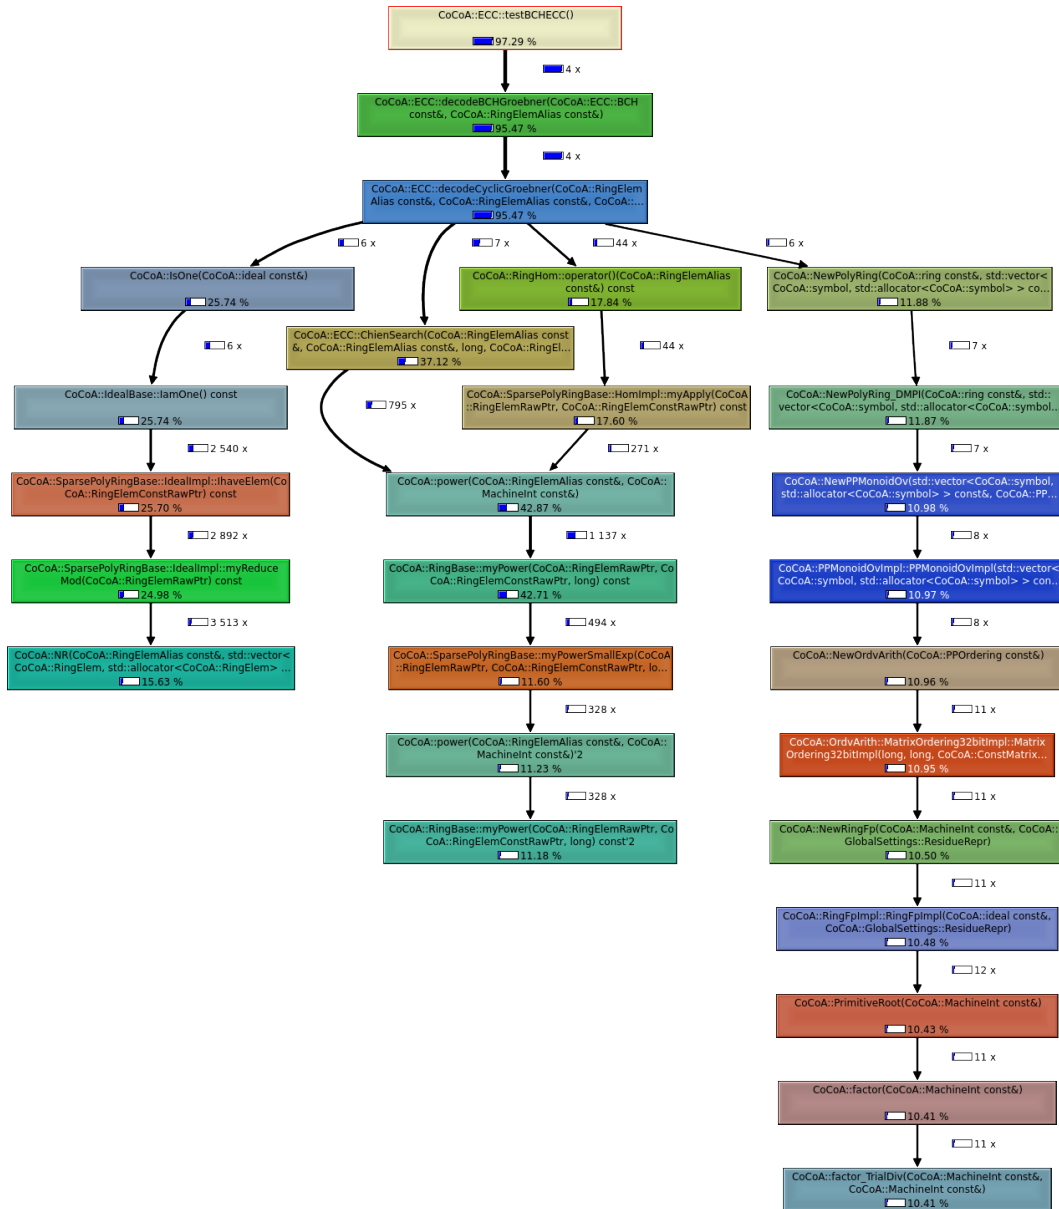 CoCoA::ECC::testBCHECC()
97.29 %
4 x
CoCoA::ECC::decodeBCHGroebner(CoCoA::ECC::BCH
const&, CoCoA::RingElemAlias const&)
95.47 %
4 x
CoCoA::ECC::decodeCyclicGroebner(CoCoA::RingElem
Alias const&, CoCoA::RingElemAlias const&, CoCoA::...
95.47 %
6 x
7 x
44 x
6 x
CoCoA::IsOne(CoCoA::ideal const&)
25.74 %
CoCoA::RingHom::operator()(CoCoA::RingElemAlias
const&) const
17.84 %
CoCoA::NewPolyRing(CoCoA::ring const&, std::vector<
CoCoA::symbol, std::allocator<CoCoA::symbol> > co...
11.88 %
CoCoA::ECC::ChienSearch(CoCoA::RingElemAlias const
&, CoCoA::RingElemAlias const&, long, CoCoA::RingEl...
37.12 %
6 x
44 x
7 x
CoCoA::IdealBase::IamOne() const
25.74 %
795 x
CoCoA::SparsePolyRingBase::HomImpl::myApply(CoCoA
::RingElemRawPtr, CoCoA::RingElemConstRawPtr) const
17.60 %
CoCoA::NewPolyRing_DMPI(CoCoA::ring const&, std::
vector<CoCoA::symbol, std::allocator<CoCoA::symbol...
11.87 %
2 540 x
271 x
7 x
CoCoA::SparsePolyRingBase::IdealImpl::IhaveElem(Co
CoA::RingElemConstRawPtr) const
25.70 %
CoCoA::power(CoCoA::RingElemAlias const&, CoCoA::
MachineInt const&)
42.87 %
CoCoA::NewPPMonoidOv(std::vector<CoCoA::symbol,
std::allocator<CoCoA::symbol> > const&, CoCoA::PP...
10.98 %
2 892 x
1 137 x
8 x
CoCoA::SparsePolyRingBase::IdealImpl::myReduce
Mod(CoCoA::RingElemRawPtr) const
24.98 %
CoCoA::RingBase::myPower(CoCoA::RingElemRawPtr, Co
CoA::RingElemConstRawPtr, long) const
42.71 %
CoCoA::PPMonoidOvImpl::PPMonoidOvImpl(std::vector<
CoCoA::symbol, std::allocator<CoCoA::symbol> > con...
10.97 %
3 513 x
494 x
8 x
CoCoA::NR(CoCoA::RingElemAlias const&, std::vector<
CoCoA::RingElem, std::allocator<CoCoA::RingElem> ...
15.63 %
CoCoA::SparsePolyRingBase::myPowerSmallExp(CoCoA
::RingElemRawPtr, CoCoA::RingElemConstRawPtr, lo...
11.60 %
CoCoA::NewOrdvArith(CoCoA::PPOrdering const&)
10.96 %
328 x
11 x
CoCoA::power(CoCoA::RingElemAlias const&, CoCoA::
MachineInt const&)'2
11.23 %
CoCoA::OrdvArith::MatrixOrdering32bitImpl::Matrix
Ordering32bitImpl(long, long, CoCoA::ConstMatrix...
10.95 %
328 x
11 x
CoCoA::RingBase::myPower(CoCoA::RingElemRawPtr, Co
CoA::RingElemConstRawPtr, long) const'2
11.18 %
CoCoA::NewRingFp(CoCoA::MachineInt const&, CoCoA::
GlobalSettings::ResidueRepr)
10.50 %
11 x
CoCoA::RingFpImpl::RingFpImpl(CoCoA::ideal const&,
CoCoA::GlobalSettings::ResidueRepr)
10.48 %
12 x
CoCoA::PrimitiveRoot(CoCoA::MachineInt const&)
10.43 %
11 x
CoCoA::factor(CoCoA::MachineInt const&)
10.41 %
11 x
CoCoA::factor_TrialDiv(CoCoA::MachineInt const&,
CoCoA::MachineInt const&)
10.41 %